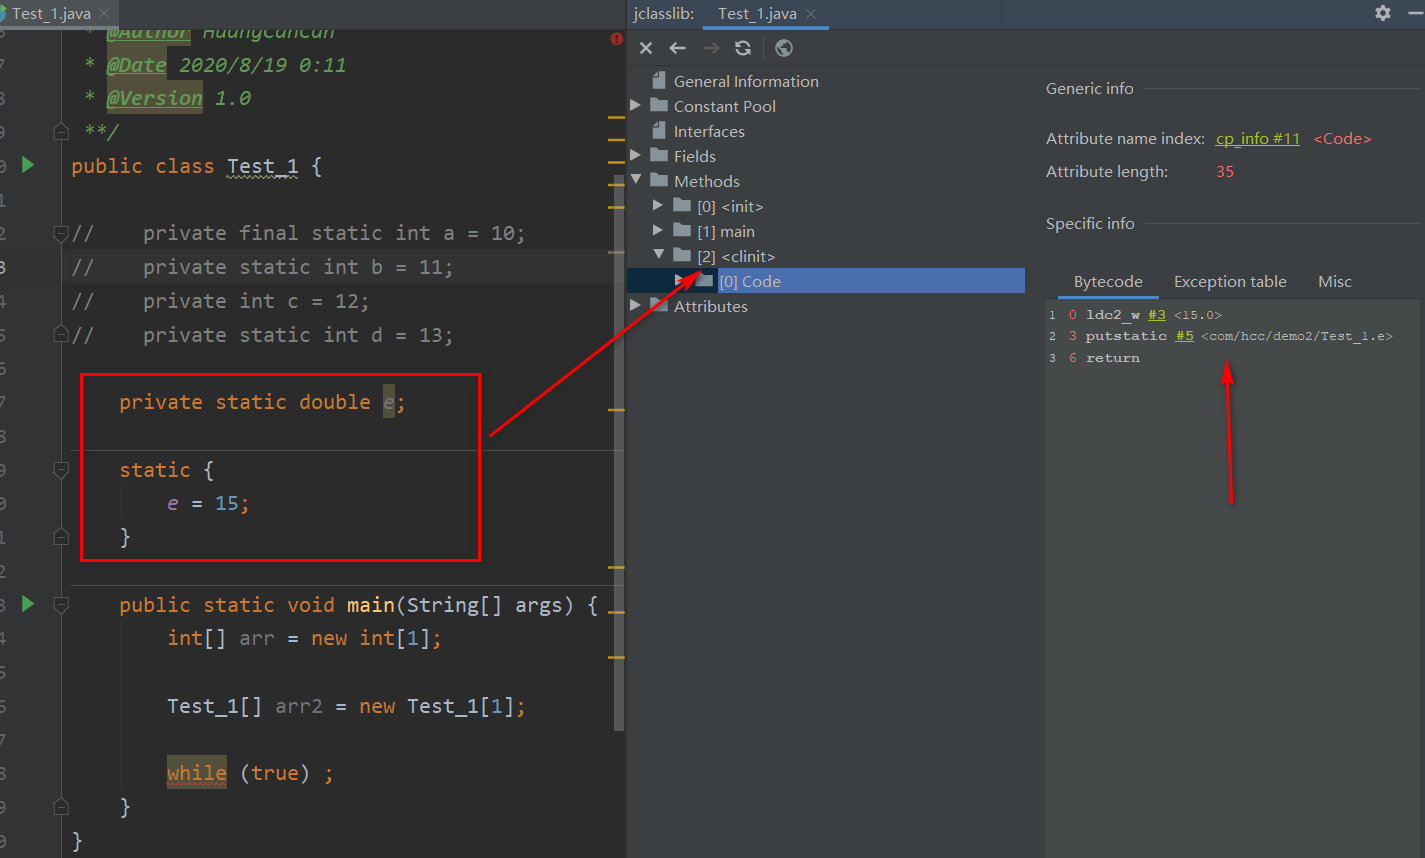 Test_1.java
* @Author HuangCanCan
* @Date 2020/8/19 0:11
* @Version 1.0
**/
public class Test_1 {
// private final static int a = 10;
// private static int b = 11;
// private int c = 12;
// private static int d = 13;
private static double e;
static {
e = 15;
}
public static void main(String[] args) {
int[] arr = new int[1];
Test_1[] arr2 = new Test_1[1];
while (true) ;
}
}
jclasslib: Test_1.java
General Information
Constant Pool
Interfaces
Fields
Methods
[0] <init>
[1] main
[2] <clinit>
[0] Code
Attributes
Generic info
Attribute name index: cp_info #11 <Code>
Attribute length: 35
Specific info
Bytecode Exception table Misc
1 0 ldc2_w #3 <15.0>
2 3 putstatic #5 <com/hcc/demo2/Test_1.e>
3 6 return